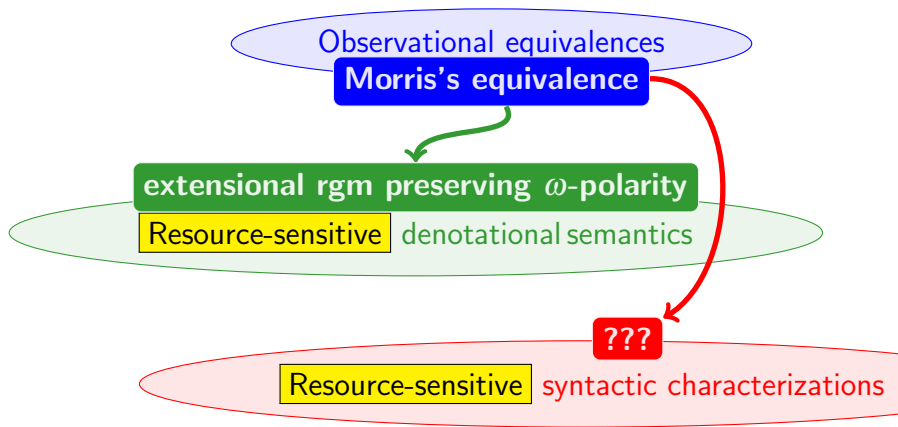 Observational equivalences
Morris's equivalence
extensional rgm preserving ω-polarity
Resource-sensitive denotational semantics
???
Resource-sensitive syntactic characterizations